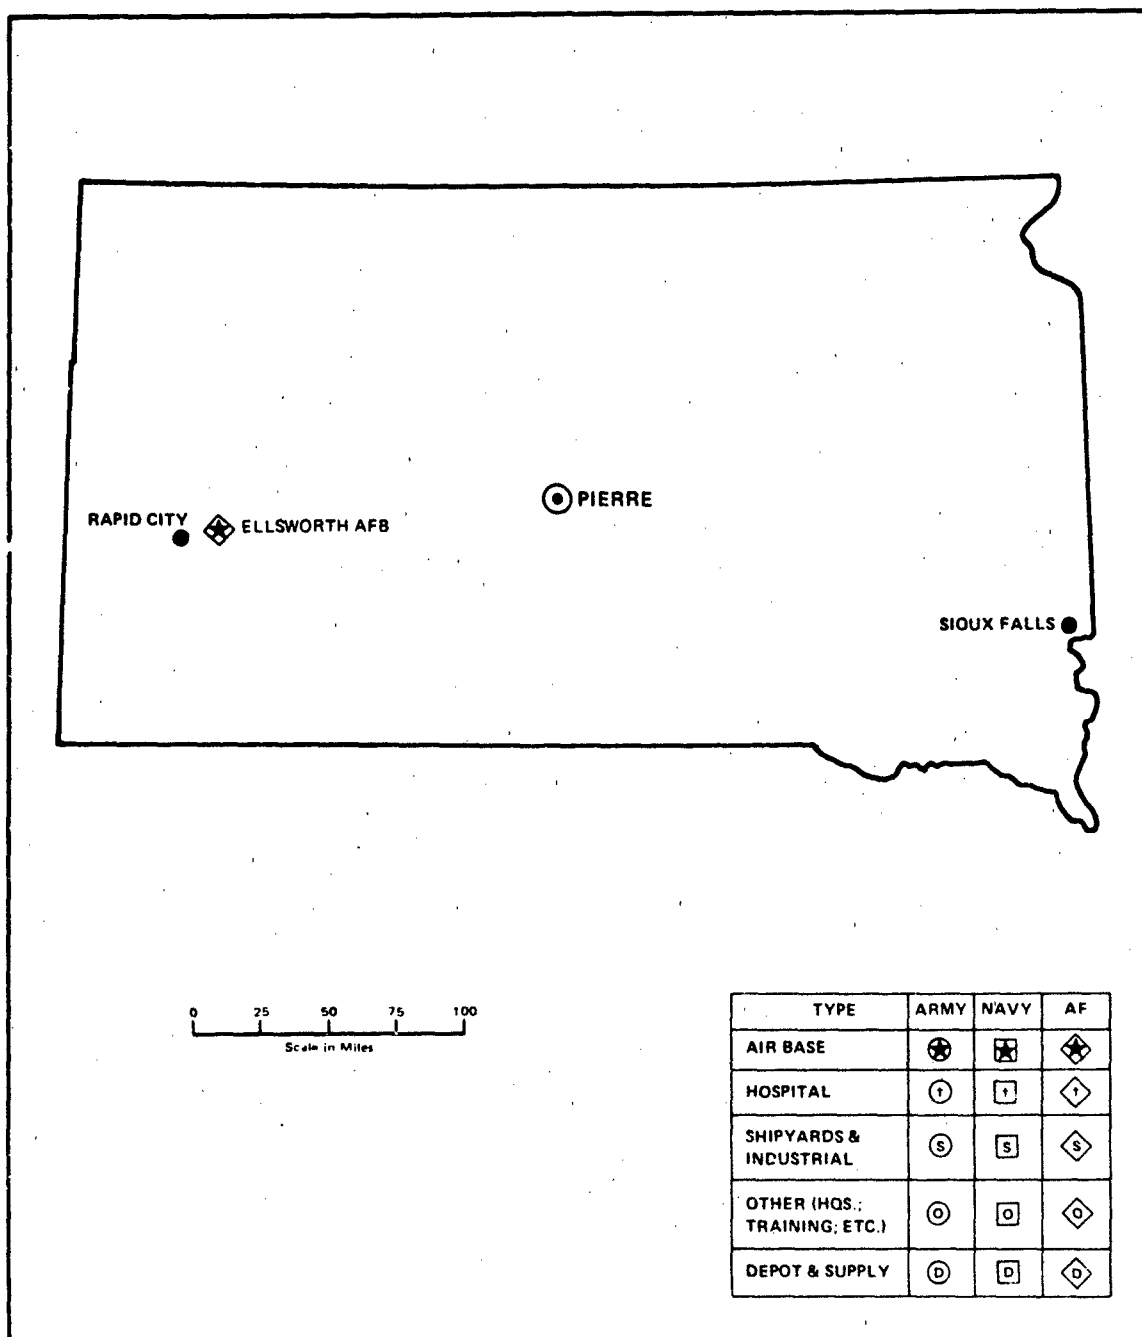 PIERRE
RAPID CITY
ELLSWORTH AFB
SIOUX FALLS
0 25 50 75 100
Scale in Miles
TYPE ARMY NAVY AF
AIR BASE
HOSPITAL † † †
SHIPYARDS &
INDUSTRIAL S S S
OTHER (HQS.;
TRAINING; ETC.) O O O
DEPOT & SUPPLY D D D